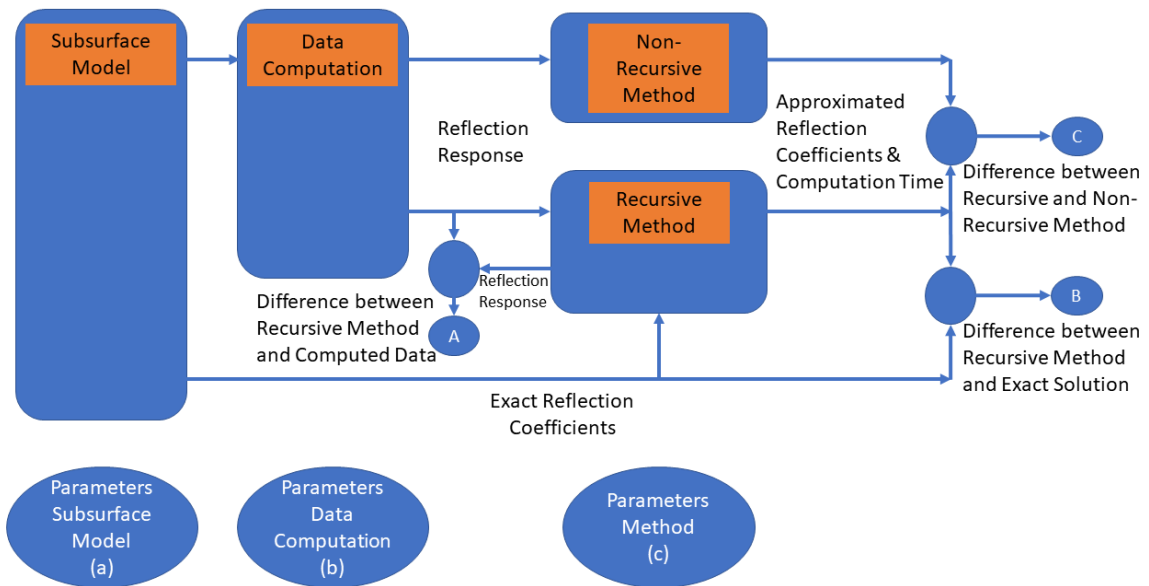 Subsurface
Model
Data
Computation
Non-
Recursive
Method
Reflection
Response
Approximated
Reflection
Coefficients &
Computation Time
C
Difference between
Recursive and Non-
Recursive Method
Recursive
Method
Reflection
Response
Difference between
Recursive Method
and Computed Data
A
B
Difference between
Recursive Method
and Exact Solution
Exact Reflection
Coefficients
Parameters
Subsurface
Model
(a)
Parameters
Data
Computation
(b)
Parameters
Method
(c)